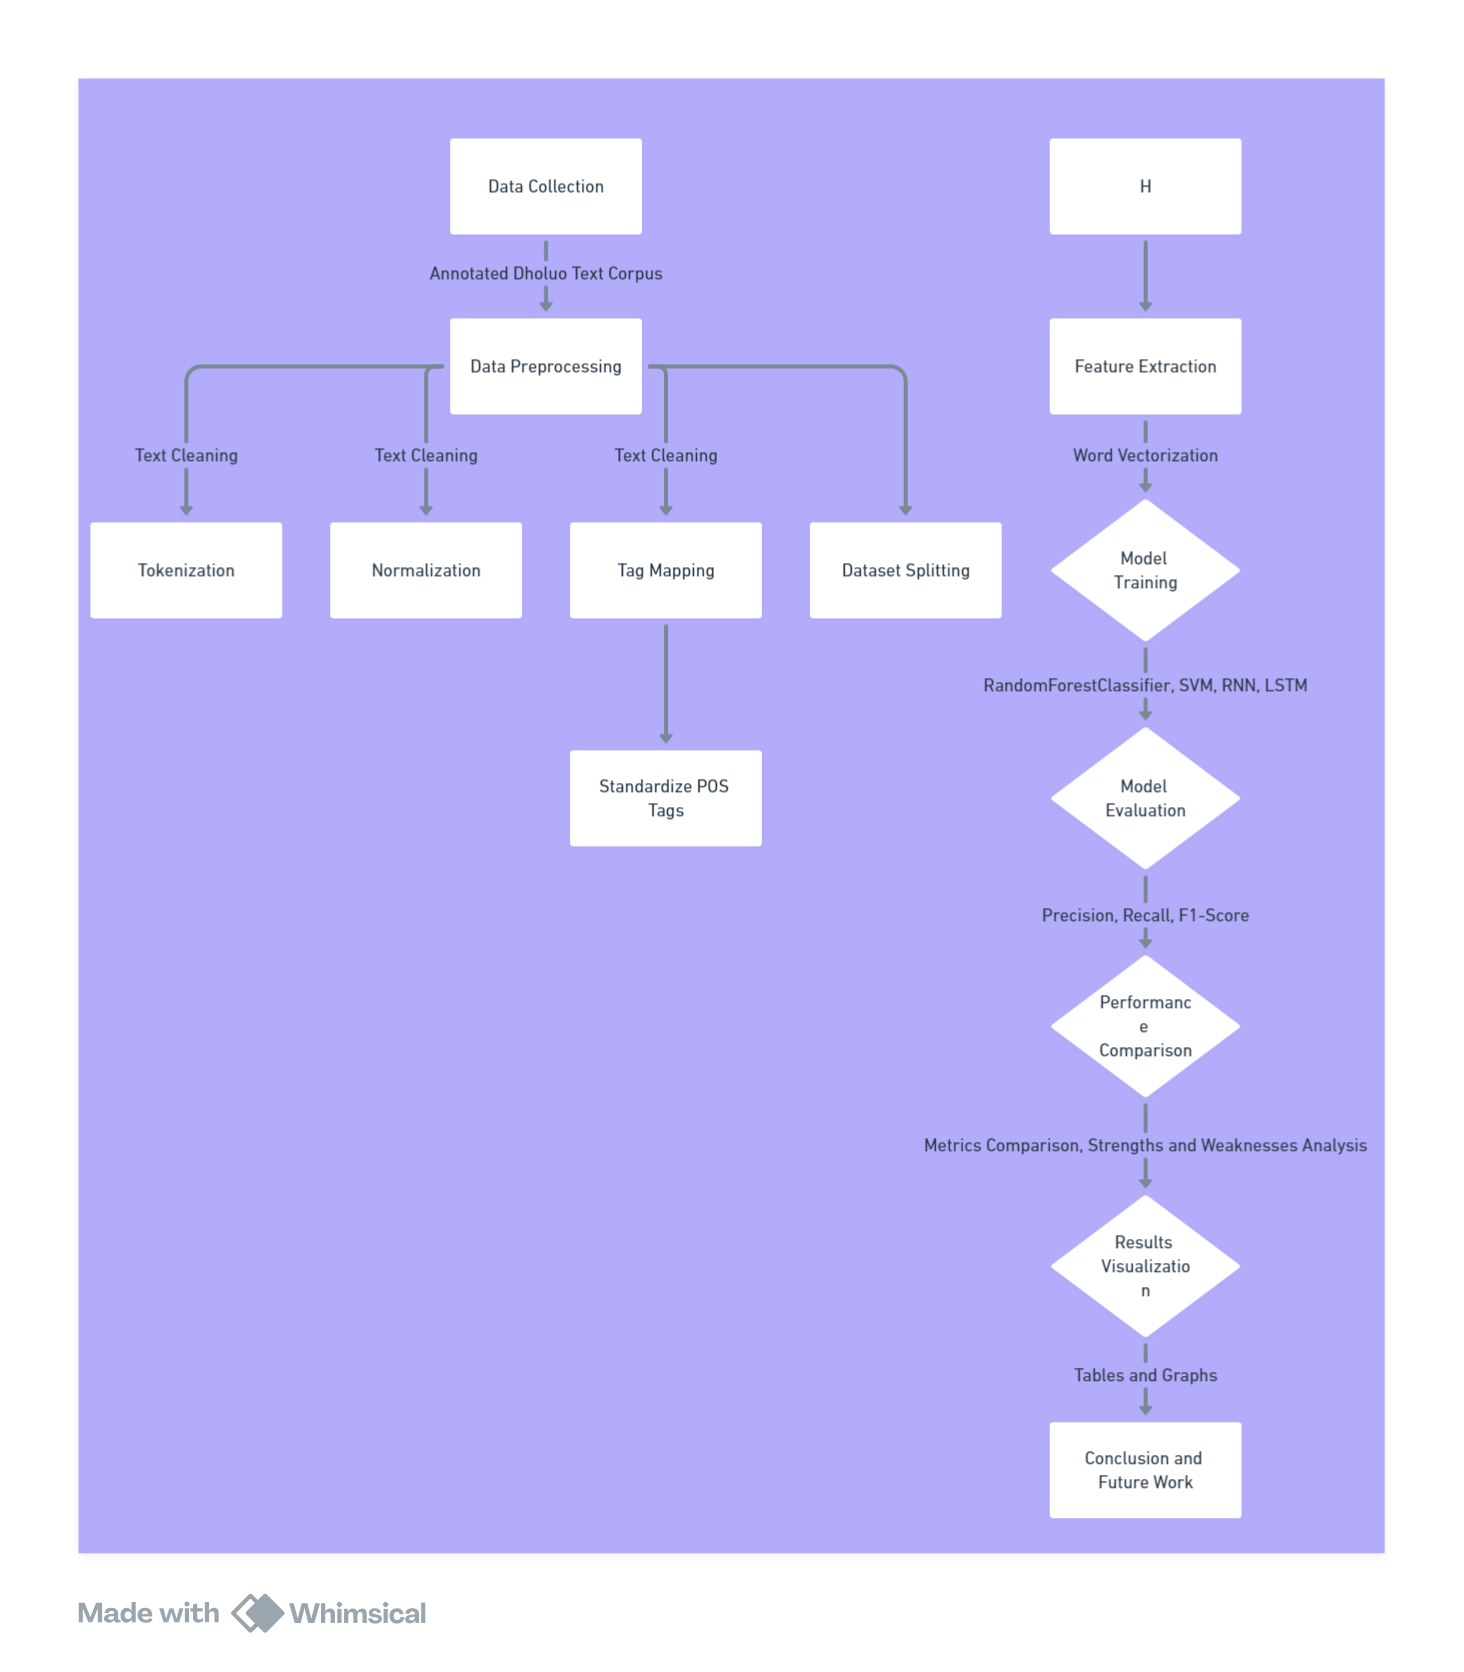 Data Collection
H
Annotated Dholuo Text Corpus
Data Preprocessing
Feature Extraction
Text Cleaning
Text Cleaning
Text Cleaning
Word Vectorization
Tokenization
Normalization
Tag Mapping
Dataset Splitting
Model
Training
RandomForestClassifier, SVM, RNN, LSTM
Standardize POS
Tags
Model
Evaluation
Precision, Recall, F1-Score
Performanc
e
Comparison
Metrics Comparison, Strengths and Weaknesses Analysis
Results
Visualizatio
n
Tables and Graphs
Conclusion and
Future Work
Made with Whimsical